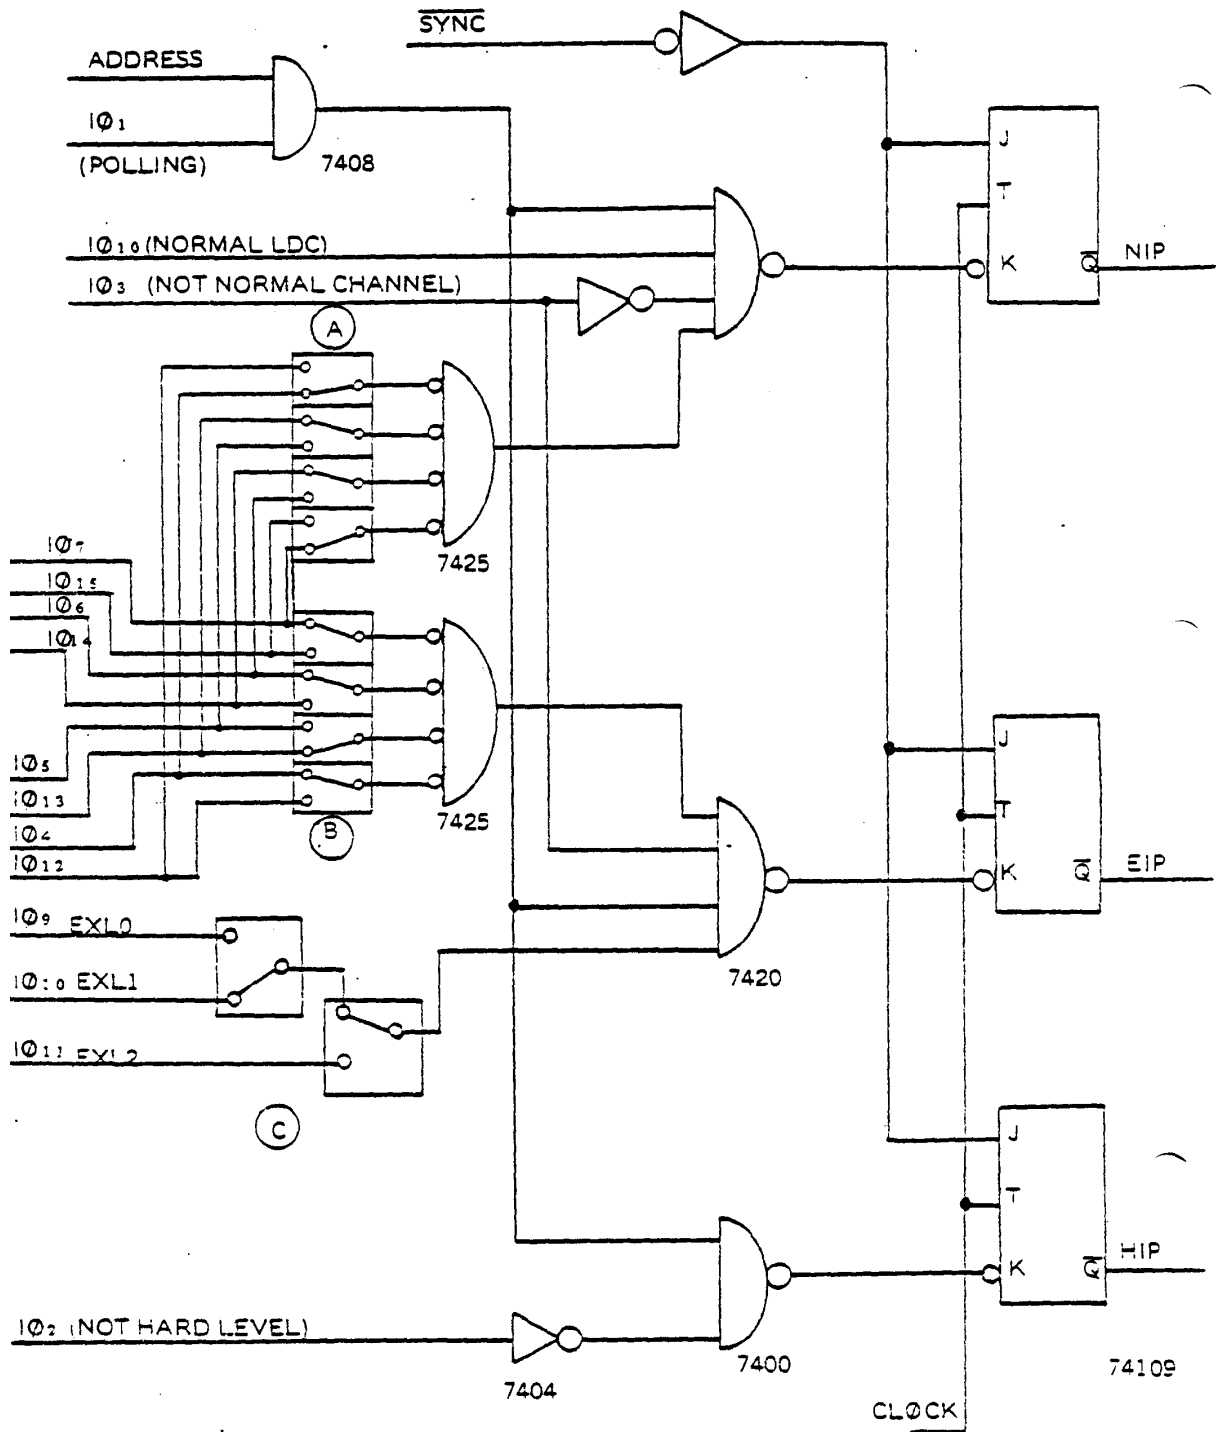 SYNC
ADDRESS
IØ1
(POLLING)
7408
J
T
K
Q
NIP
IØ10 (NORMAL LDC)
IØ3 (NOT NORMAL CHANNEL)
A
7425
IØ7
IØ15
IØ6
IØ14
IØ5
IØ13
IØ4
IØ12
7425
B
J
T
K
Q
EIP
IØ9 EXL0
IØ10 EXL1
IØ11 EXL2
7420
C
J
T
K
Q
HIP
IØ2 (NOT HARD LEVEL)
7404
7400
74109
CLØCK